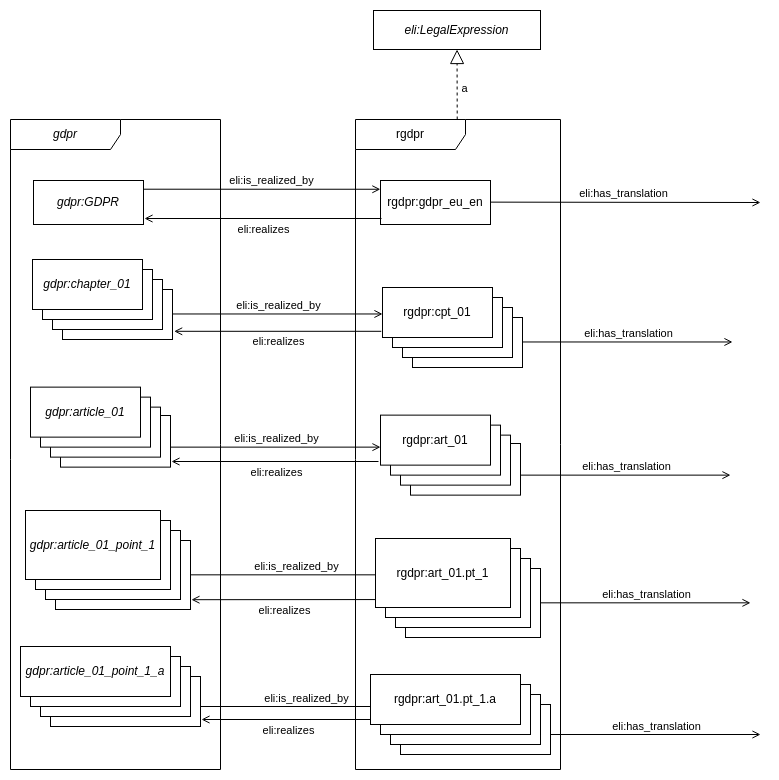 eli:LegalExpression
a
gdpr
rgdpr
eli:is_realized_by
gdpr:GDPR
rgdpr:gdpr_eu_en
eli:has_translation
eli:realizes
gdpr:chapter_01
eli:is_realized_by
rgdpr:cpt_01
eli:has_translation
eli:realizes
gdpr:article_01
eli:is_realized_by
rgdpr:art_01
eli:has_translation
eli:realizes
gdpr:article_01_point_1
eli:is_realized_by
rgdpr:art_01.pt_1
eli:has_translation
eli:realizes
gdpr:article_01_point_1_a
eli:is_realized_by
rgdpr:art_01.pt_1.a
eli:has_translation
eli:realizes